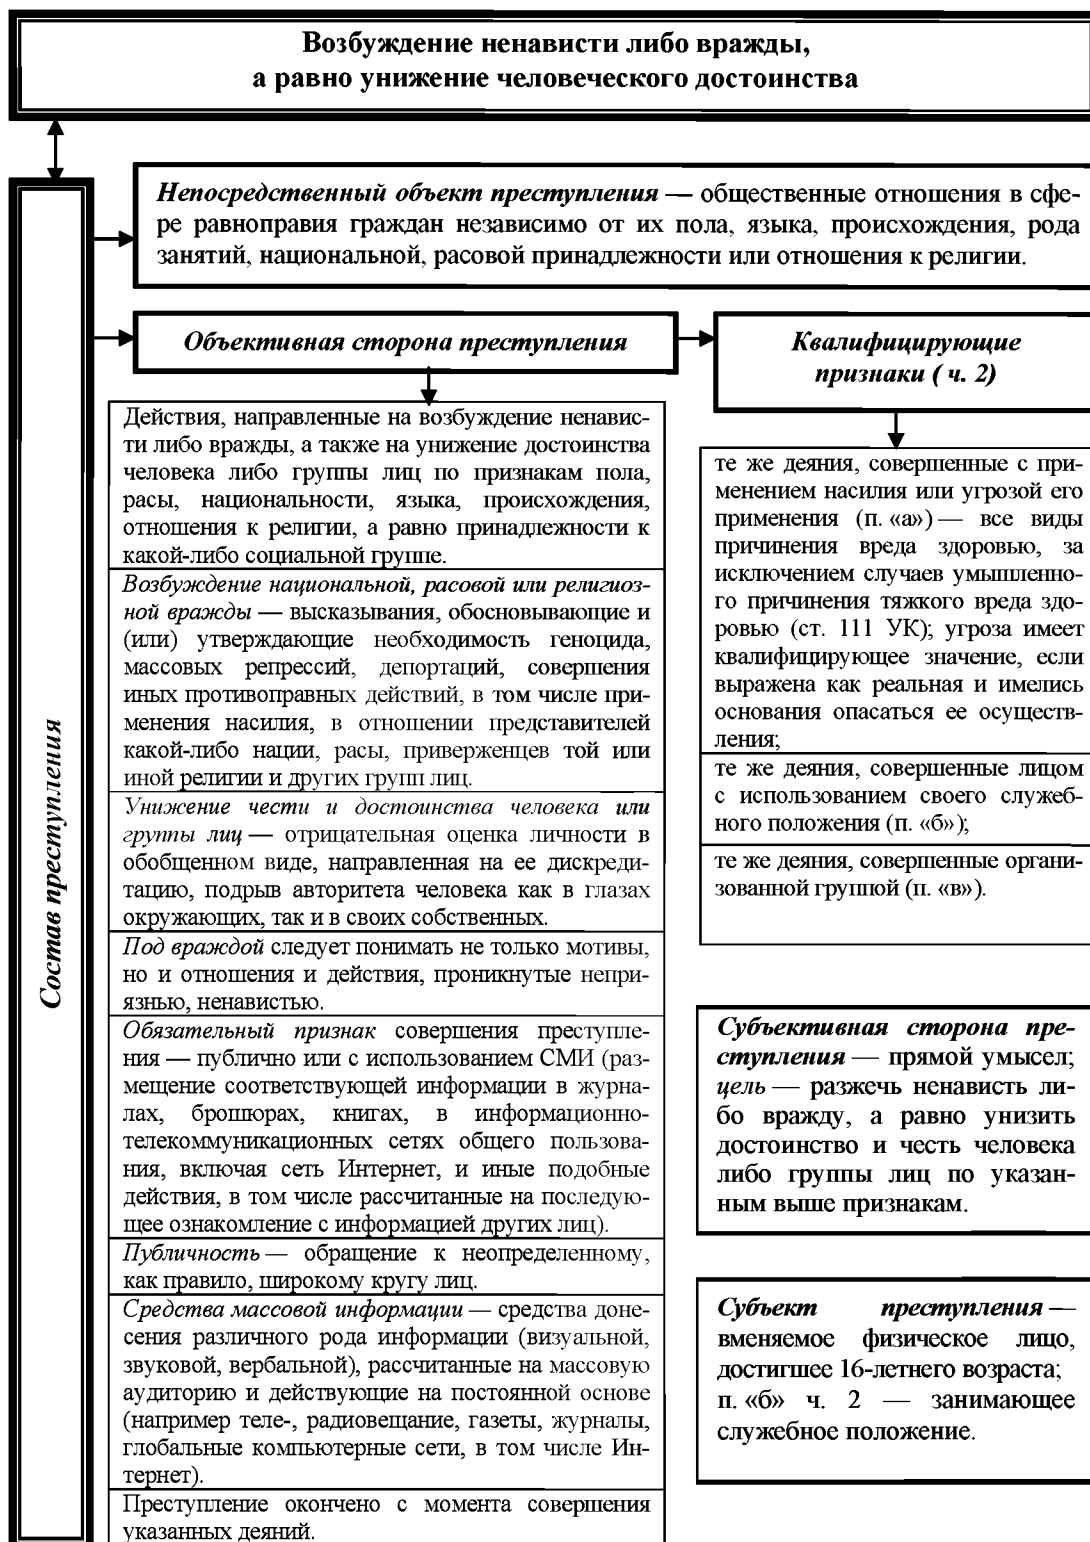 Возбуждение ненависти либо вражды,
а равно унижение человеческого достоинства
Состав преступления
Непосредственный объект преступления — общественные отношения в сфе-
ре равноправия граждан независимо от их пола, языка, происхождения, рода
занятий, национальной, расовой принадлежности или отношения к религии.
Объективная сторона преступления
Действия, направленные на возбуждение ненавис-
ти либо вражды, а также на унижение достоинства
человека либо группы лиц по признакам пола,
расы, национальности, языка, происхождения,
отношения к религии, а равно принадлежности к
какой-либо социальной группе.
Возбуждение национальной, расовой или религиоз-
ной вражды — высказывания, обосновывающие и
(или) утверждающие необходимость геноцида,
массовых репрессий, депортаций, совершения
иных противоправных действий, в том числе при-
менения насилия, в отношении представителей
какой-либо нации, расы, приверженцев той или
иной религии и других групп лиц.
Унижение чести и достоинства человека или
группы лиц — отрицательная оценка личности в
обобщенном виде, направленная на ее дискреди-
тацию, подрыв авторитета человека как в глазах
окружающих, так и в своих собственных.
Под враждой следует понимать не только мотивы,
но и отношения и действия, проникнутые непри-
язнью, ненавистью.
Обязательный признак совершения преступле-
ния — публично или с использованием СМИ (раз-
мещение соответствующей информации в журна-
лах, брошюрах, книгах, в информационно-
телекоммуникационных сетях общего пользова-
ния, включая сеть Интернет, и иные подобные
действия, в том числе рассчитанные на последую-
щее ознакомление с информацией других лиц).
Публичность — обращение к неопределенному,
как правило, широкому кругу лиц.
Средства массовой информации — средства доне-
сения различного рода информации (визуальной,
звуковой, вербальной), рассчитанные на массовую
аудиторию и действующие на постоянной основе
(например теле-, радиовещание, газеты, журналы,
глобальные компьютерные сети, в том числе Ин-
тернет).
Преступление окончено с момента совершения
указанных деяний.
Квалифицирующие
признаки ( ч. 2)
те же деяния, совершенные с при-
менением насилия или угрозой его
применения (п. «а») — все виды
причинения вреда здоровью, за
исключением случаев умышленно-
го причинения тяжкого вреда здо-
ровью (ст. 111 УК); угроза имеет
квалифицирующее значение, если
выражена как реальная и имелись
основания опасаться ее осуществ-
ления;
те же деяния, совершенные лицом
с использованием своего служеб-
ного положения (п. «б»);
те же деяния, совершенные органи-
зованной группой (п. «в»).
Субъективная сторона пре-
ступления — прямой умысел;
цель — разжечь ненависть ли-
бо вражду, а равно унизить
достоинство и честь человека
либо группы лиц по указан-
ным выше признакам.
Субъект преступления —
вменяемое физическое лицо,
достигшее 16-летнего возраста;
п. «б» ч. 2 — занимающее
служебное положение.